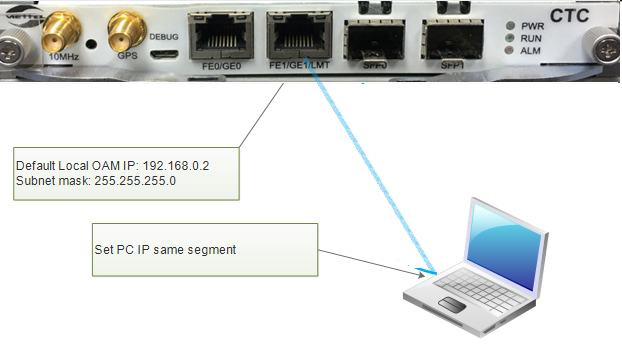 VIETTEL
10MHz
GPS
DEBUG
FE0/GE0
FE1/GE1/LMT
SFP0
SFP1
CTC
PWR
RUN
ALM
Default Local OAM IP: 192.168.0.2
Subnet mask: 255.255.255.0
Set PC IP same segment